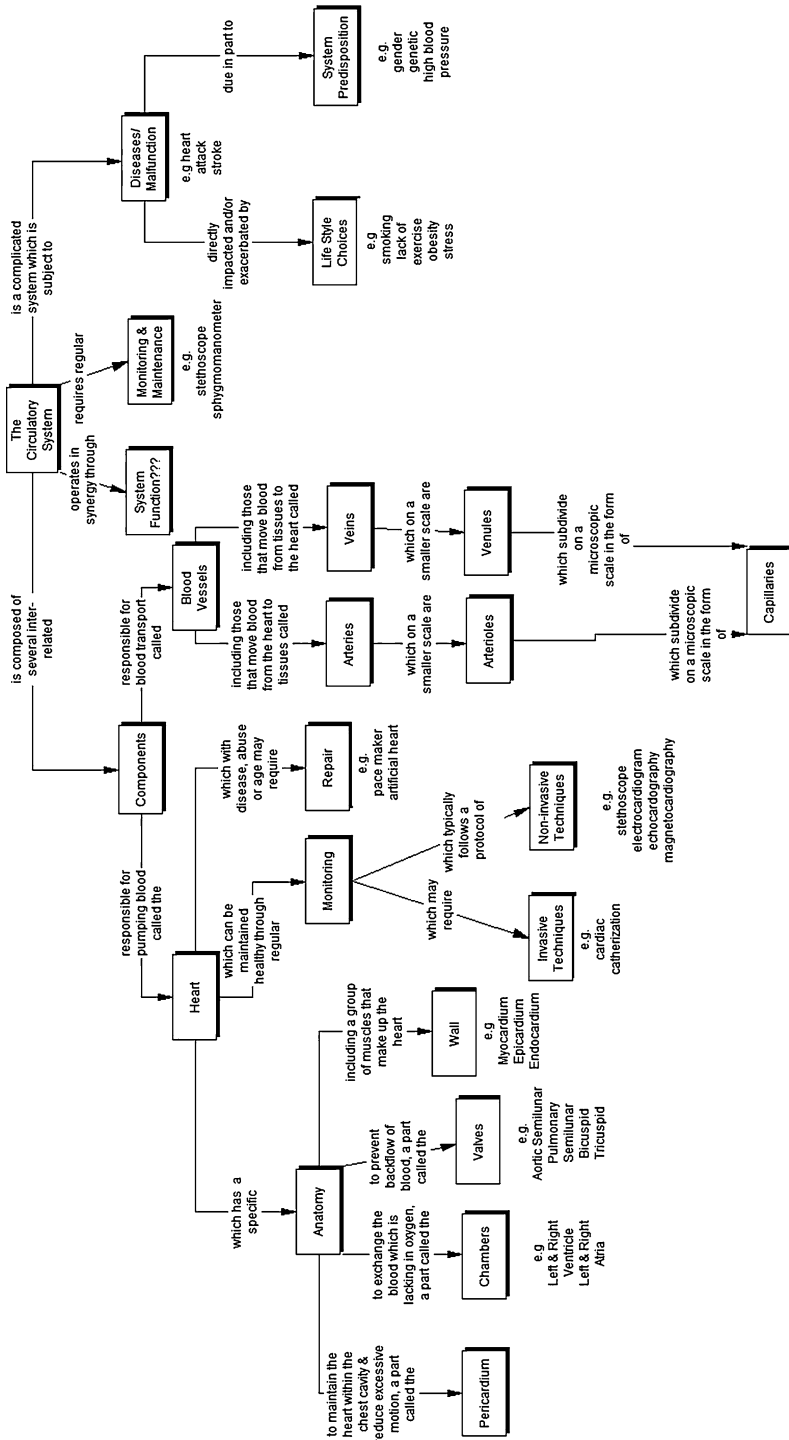 The
Circulatory
System
is composed of
several inter-
related
operates in
synergy through
requires regular
is a complicated
system which is
subject to
Components
System
Function???
Monitoring &
Maintenance
e.g.
stethoscope
sphygmomanometer
Diseases/
Malfunction
e.g heart
attack
stroke
directly
impacted and/or
exacerbated by
due in part to
Life Style
Choices
e.g
smoking
lack of
exercise
obesity
stress
System
Predisposition
e.g.
gender
genetic
high blood
pressure
responsible for
pumping blood
called the
responsible for
blood transport
called
Heart
Blood
Vessels
which has a
specific
which can be
maintained
healthy through
regular
which with
disease, abuse
or age may
require
including those
that move blood
from the heart to
tissues called
including those
that move blood
from tissues to
the heart called
Anatomy
Monitoring
Repair
e.g.
pace maker
artificial heart
Arteries
Veins
which on a
smaller scale are
which on a
smaller scale are
Arterioles
Venules
which subdivide
on a microscopic
scale in the form
of
which subdivide
on a
microscopic
scale in the form
of
Capillaries
which may
require
which typically
follows a
protocol of
Invasive
Techniques
e.g.
cardiac
catherization
Non-invasive
Techniques
e.g.
stethoscope
electrocardiogram
echocardography
magnetocardiography
to maintain the
heart within the
chest cavity &
educe excessive
motion, a part
called the
to exchange the
blood which is
lacking in oxygen,
a part called the
to prevent
backflow of
blood, a part
called the
including a group
of muscles that
make up the
heart
Pericardium
Chambers
e.g
Left & Right
Ventricle
Left & Right
Atria
Valves
e.g.
Aortic Semilunar
Pulmonary
Semilunar
Bicuspid
Tricuspid
Wall
e.g
Myocardium
Epicardium
Endocardium